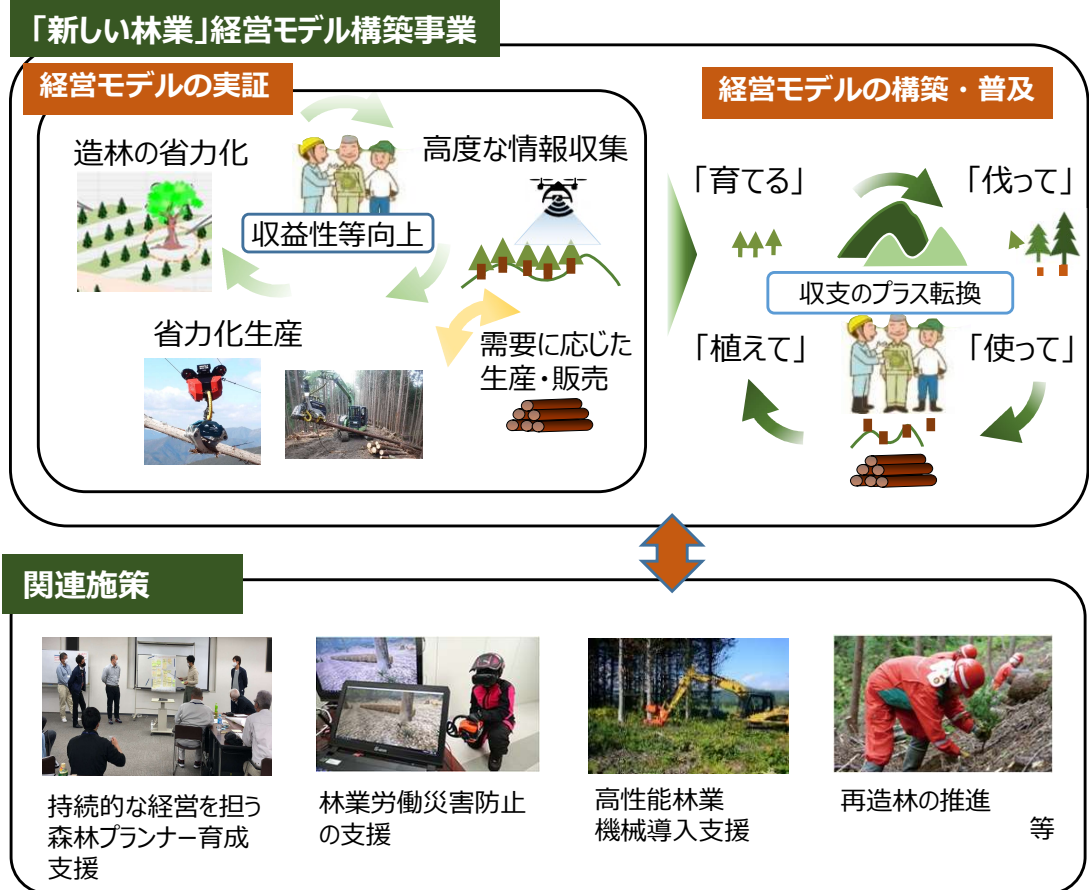 「新しい林業」経営モデル構築事業
経営モデルの実証
造林の省力化
高度な情報収集
収益性等向上
省力化生産
需要に応じた
生産・販売
経営モデルの構築・普及
「育てる」
「伐って」
収支のプラス転換
「植えて」
「使って」
関連施策
持続的な経営を担う
森林プランナー育成
支援
林業労働災害防止
の支援
高性能林業
機械導入支援
再造林の推進
等